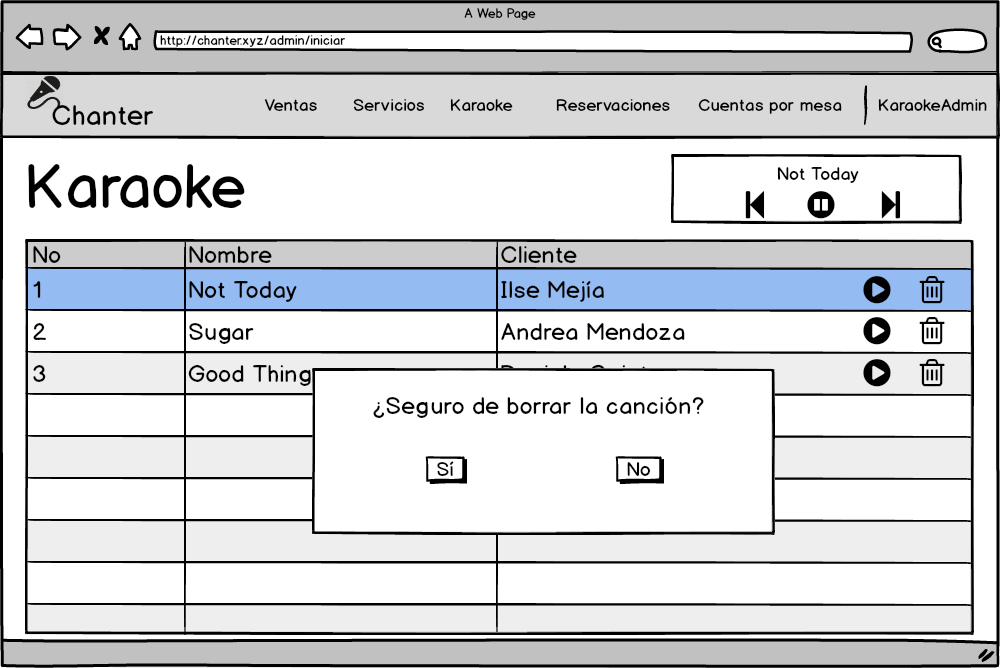 A Web Page
http://chanter.xyz/admin/iniciar
Chanter
Ventas Servicios Karaoke Reservaciones Cuentas por mesa KaraokeAdmin
Karaoke
Not Today
No Nombre Cliente
1 Not Today Ilse Mejía
2 Sugar Andrea Mendoza
3 Good Thing
¿Seguro de borrar la canción?
Sí No